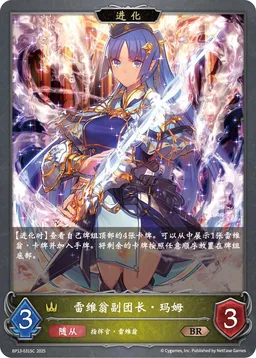 进化
【进化时】查看自己牌组顶部的4张卡牌。可以从中展示1张雷维
翁·卡牌并加入手牌。将剩余的卡牌按照任意顺序放置在牌组
底部。
3
3
雷维翁副团长·玛姆
随从
指挥官·雷维翁
BR
© Cygames, Inc. Published by NetEase Games